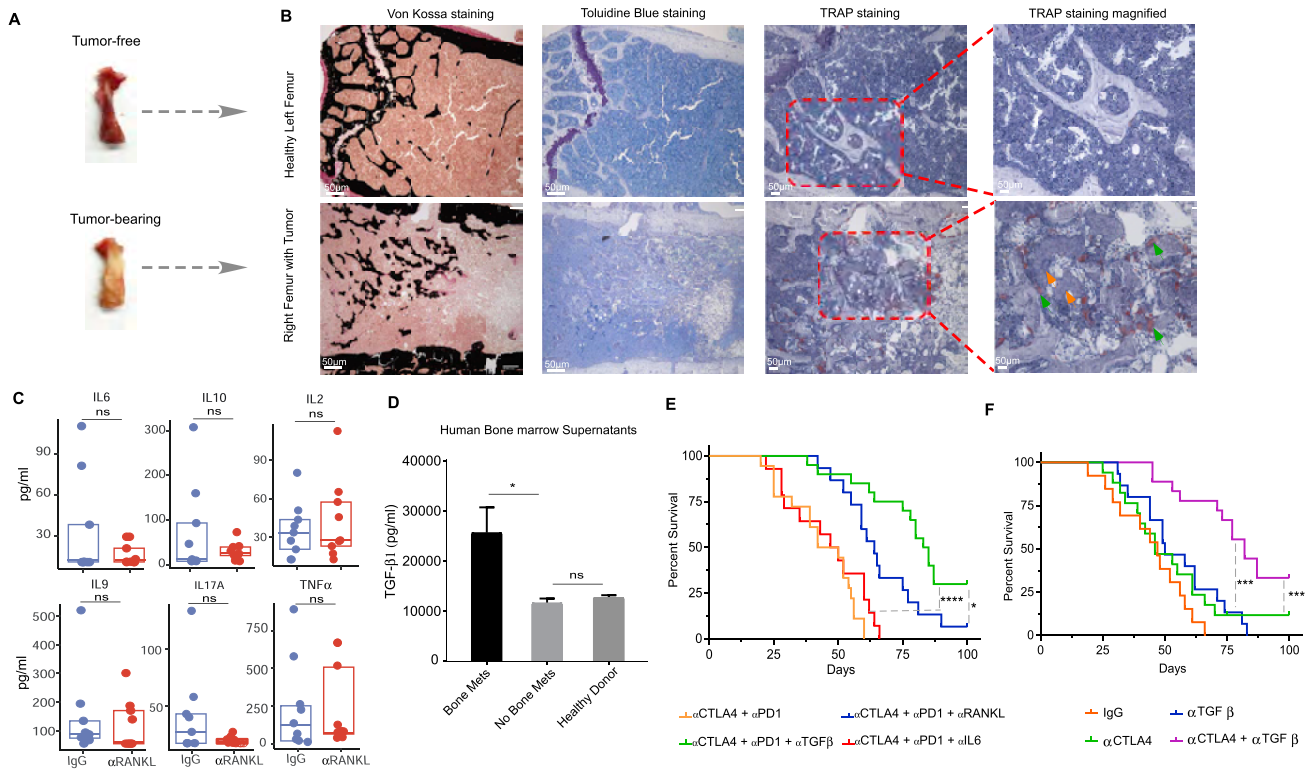 A
Tumor-free
Tumor-bearing
B
Von Kossa staining
Toluidine Blue staining
TRAP staining
TRAP staining magnified
Healthy Left Femur
50µm
50µm
50µm
50µm
Right Femur with Tumor
50µm
50µm
50µm
C
IL6
ns
IL10
ns
IL2
ns
pg/ml
90
60
30
300
200
100
0
90
60
30
IL9
ns
IL17A
ns
TNFα
ns
pg/ml
500
400
300
200
100
100
50
750
500
250
0
IgG
αRANKL
IgG
αRANKL
IgG
αRANKL
D
Human Bone marrow Supernatants
TGF-β1 (pg/ml)
40000
30000
20000
10000
0
*
ns
Bone Mets
No Bone Mets
Healthy Donor
E
Percent Survival
100
75
50
25
0
0
25
50
75
100
Days
****
*
αCTLA4 + αPD1
αCTLA4 + αPD1 + αRANKL
αCTLA4 + αPD1 + αTGFβ
αCTLA4 + αPD1 + αIL6
F
Percent Survival
100
75
50
25
0
0
25
50
75
100
Days
***
***
IgG
αTGF β
αCTLA4
αCTLA4 + αTGF β